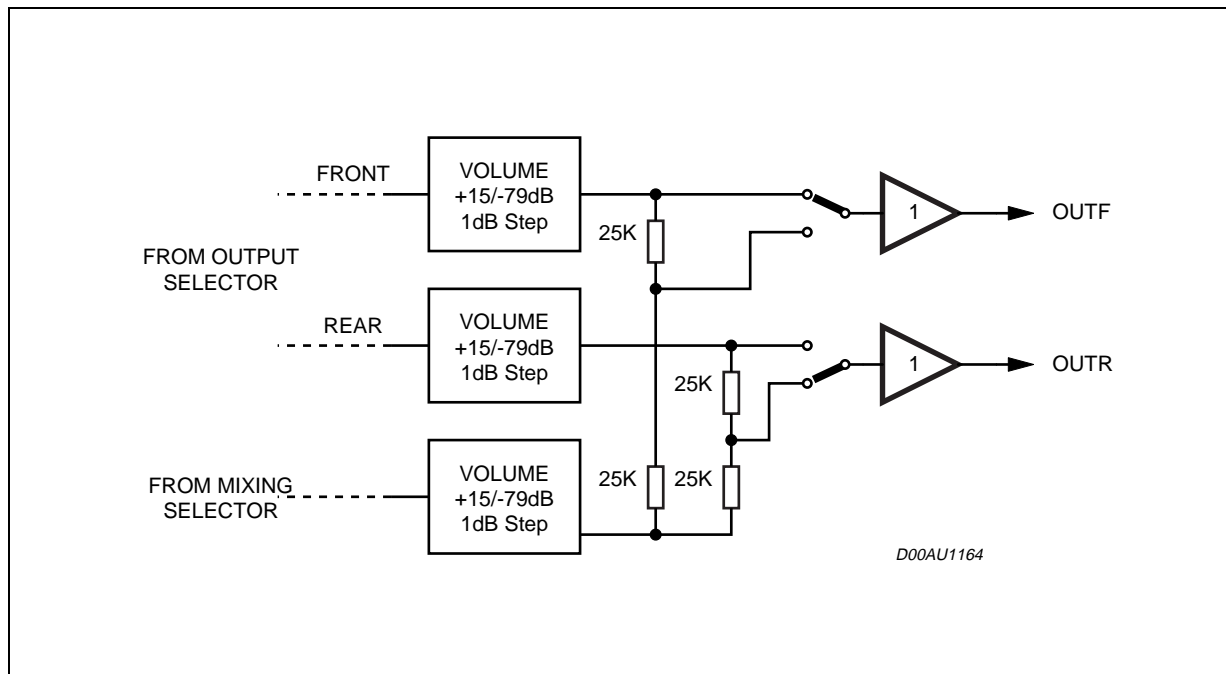 FRONT
VOLUME
+15/-79dB
1dB Step
25K
1
OUTF
FROM OUTPUT
SELECTOR
REAR
VOLUME
+15/-79dB
1dB Step
25K
1
OUTR
FROM MIXING
SELECTOR
VOLUME
+15/-79dB
1dB Step
25K
25K
D00AU1164